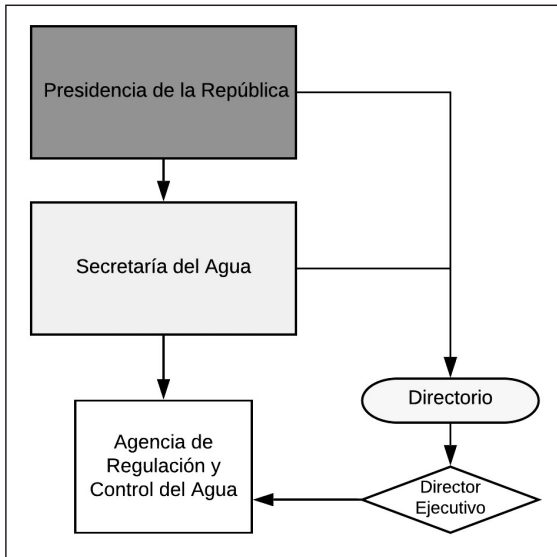 Presidencia de la República
Secretaría del Agua
Directorio
Agencia de
Regulación y
Control del Agua
Director
Ejecutivo